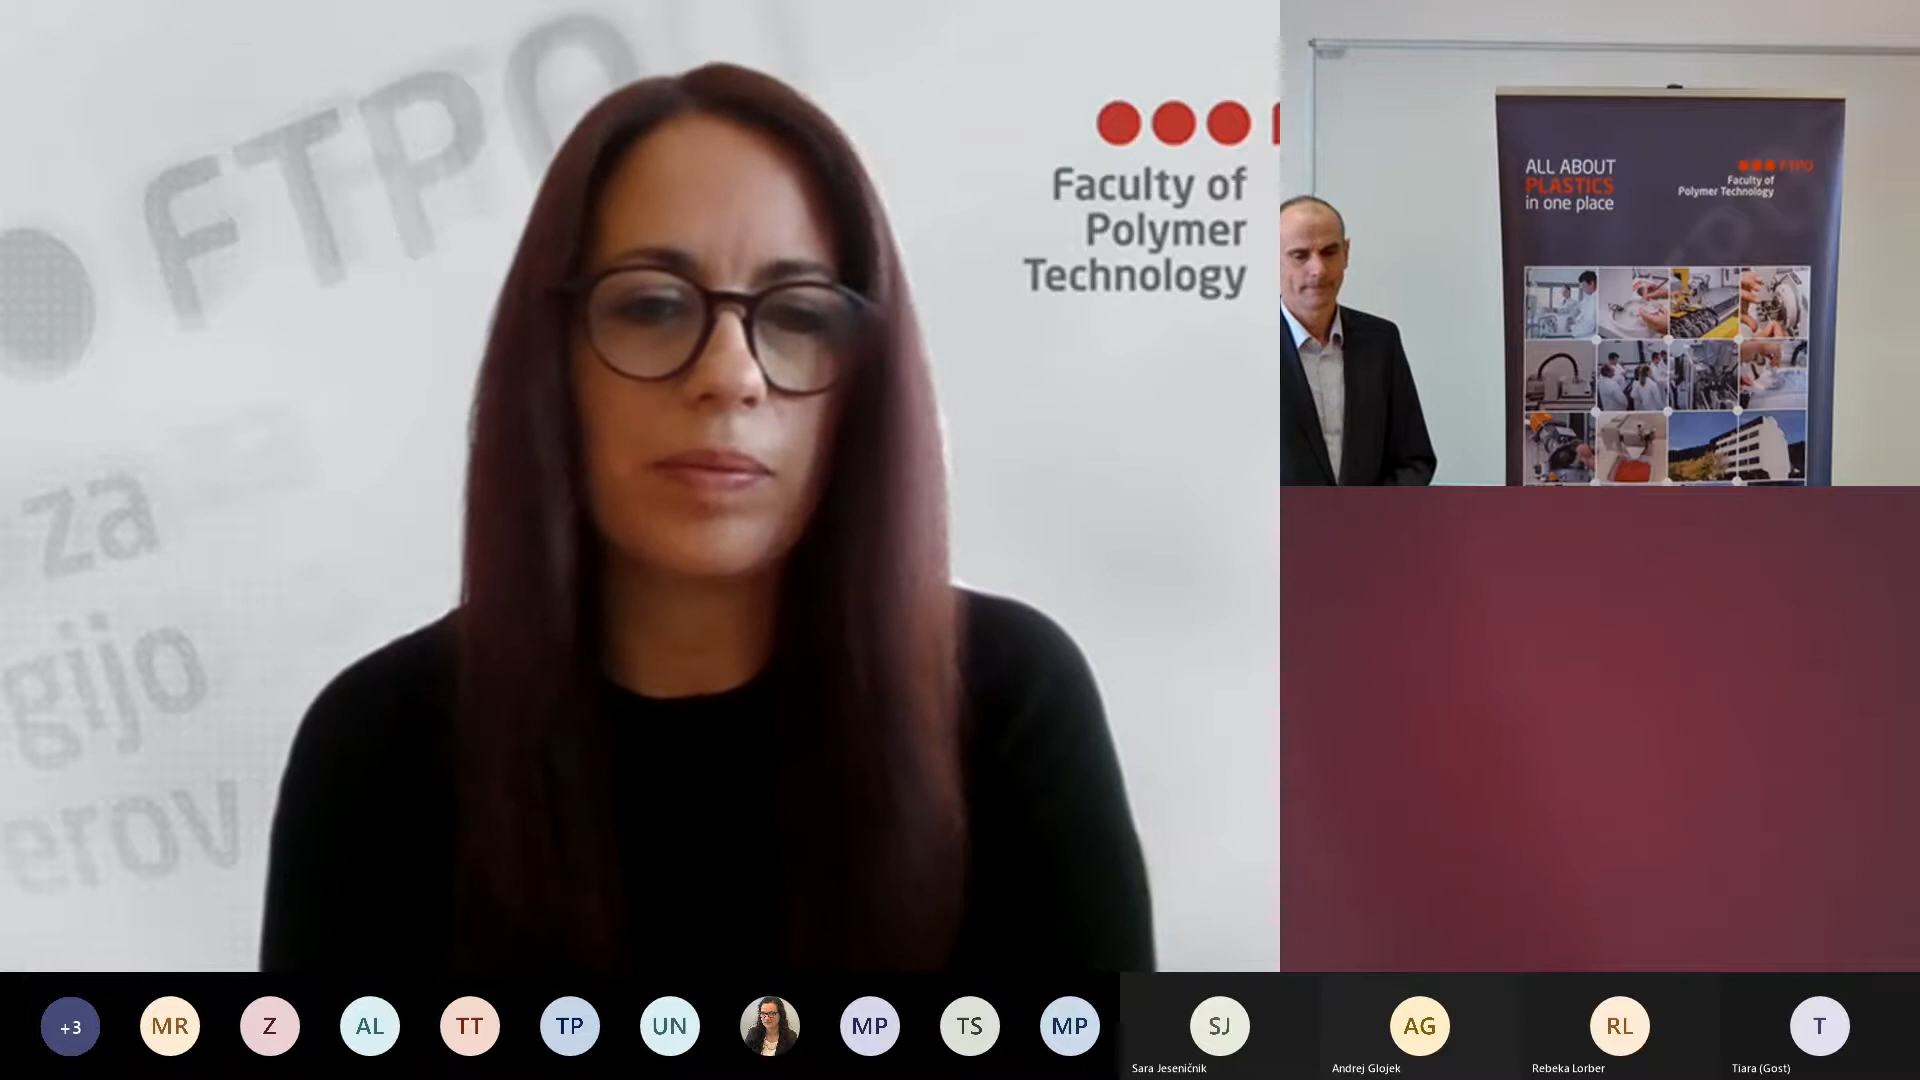 FTPO
za
gijo
erov
Faculty of
Polymer
Technology
ALL ABOUT
PLASTICS
in one place
FTPO
Faculty of
Polymer Technology
+3
MR
Z
AL
TT
TP
UN
MP
TS
MP
SJ
AG
RL
T
Sara Jeseničnik
Andrej Glojek
Rebeka Lorber
Tiara (Gost)